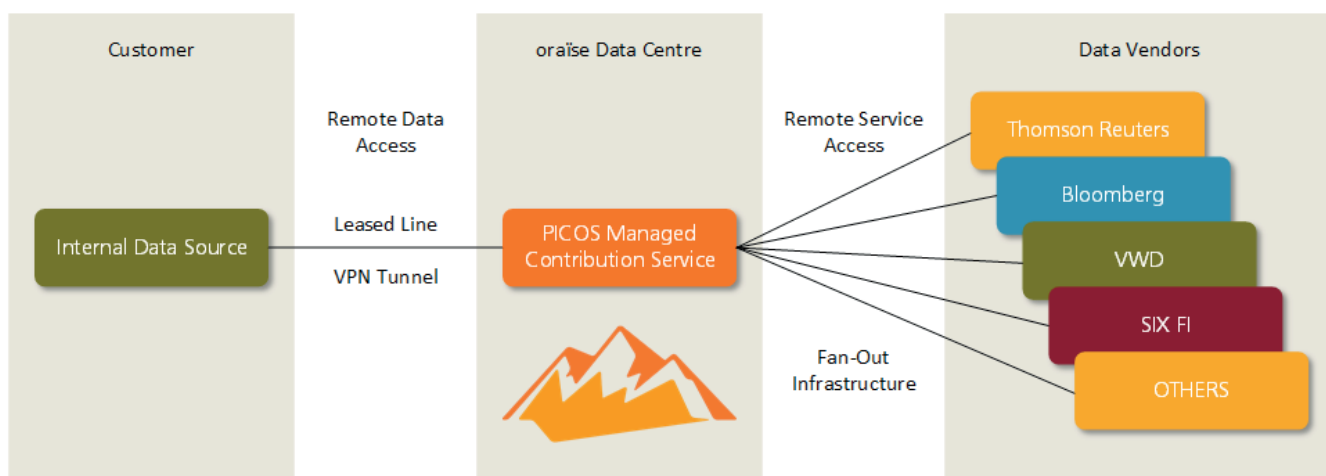 Customer
oraïse Data Centre
Data Vendors
Remote Data
Access
Remote Service
Access
Thomson Reuters
Bloomberg
Internal Data Source
Leased Line
VPN Tunnel
PICOS Managed
Contribution Service
VWD
SIX FI
Fan-Out
Infrastructure
OTHERS